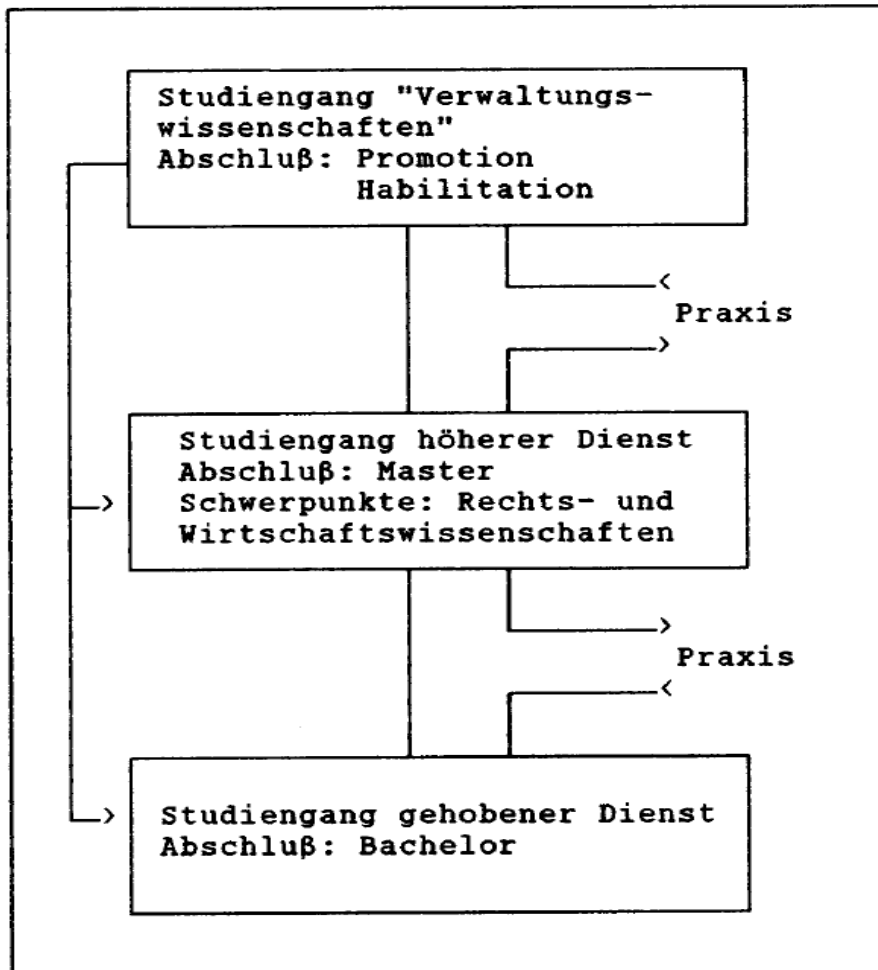 Studiengang "Verwaltungs-
wissenschaften"
Abschluß: Promotion
Habilitation
<
Praxis
>
Studiengang höherer Dienst
Abschluß: Master
> Schwerpunkte: Rechts- und
Wirtschaftswissenschaften
>
Praxis
<
> Studiengang gehobener Dienst
Abschluß: Bachelor